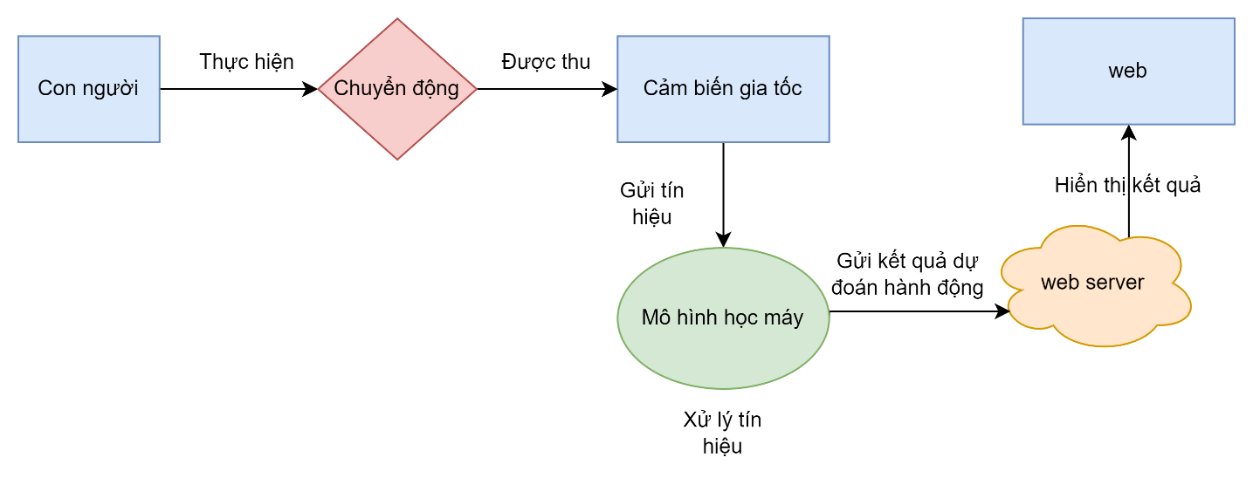 Con người
Thực hiện
Chuyển động
Được thu
Cảm biến gia tốc
web
Gửi tín
hiệu
Hiển thị kết quả
Mô hình học máy
Gửi kết quả dự
đoán hành động
web server
Xử lý tín
hiệu